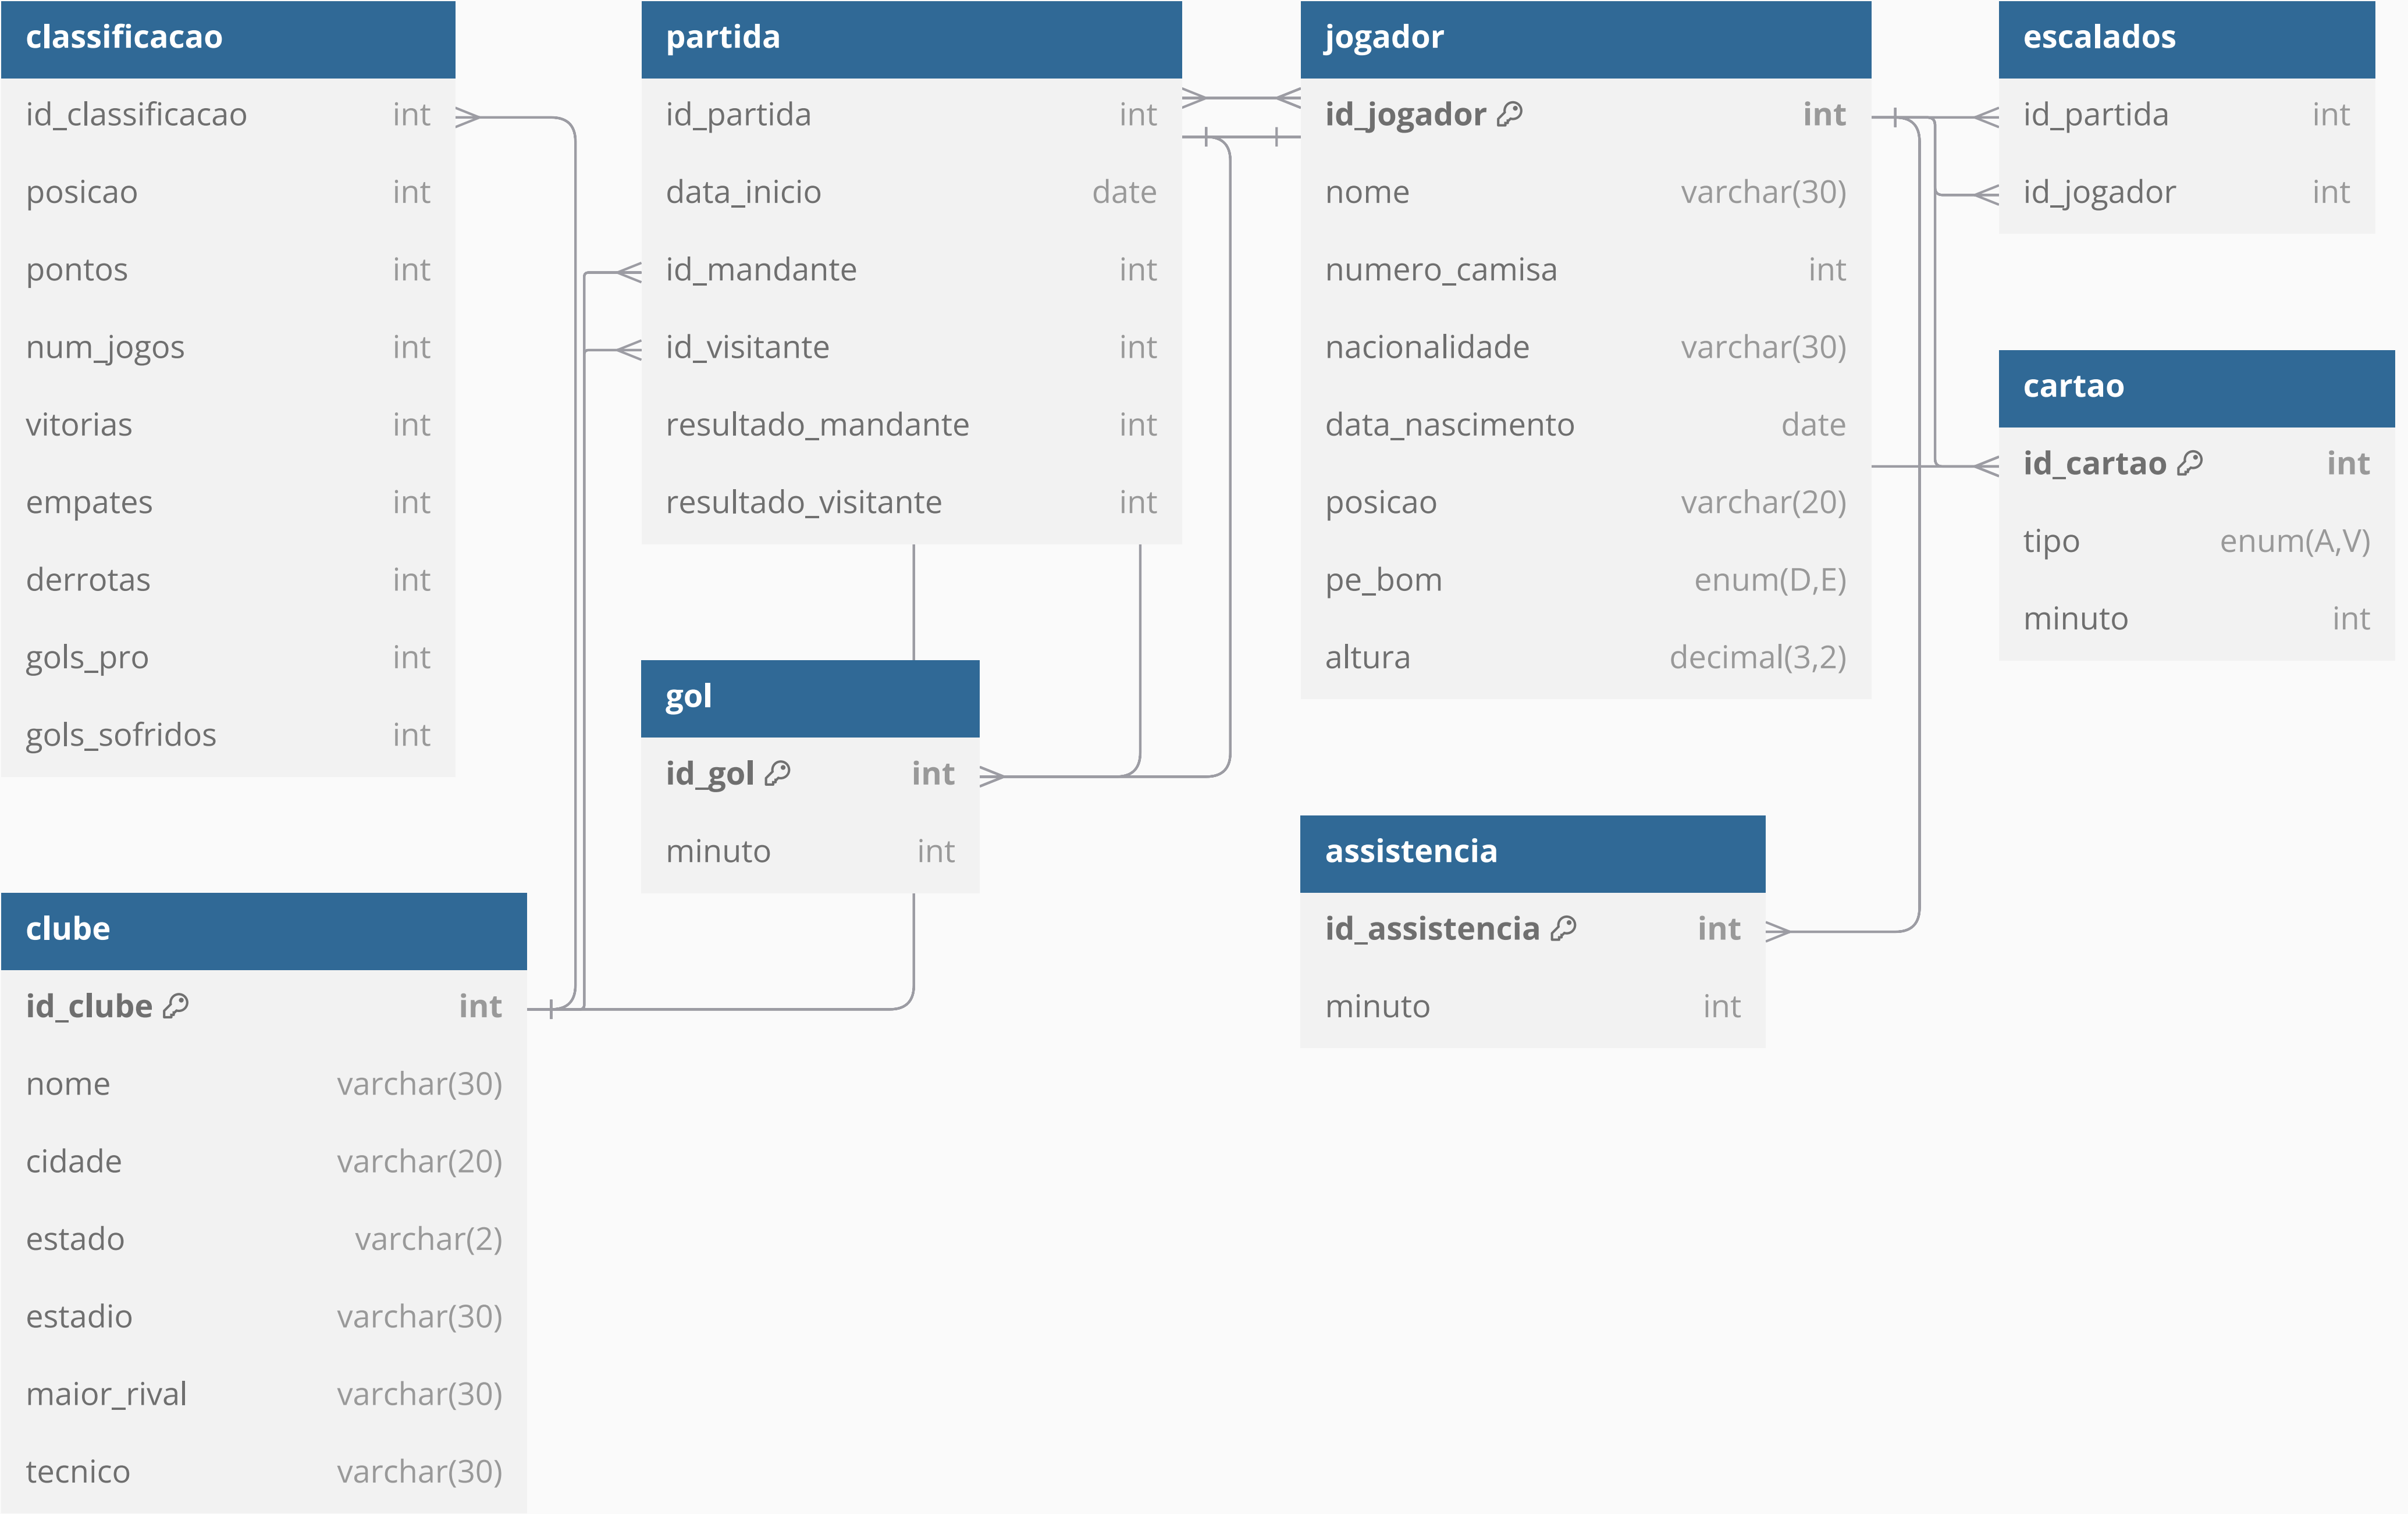 classificacao
id_classificacao int
posicao int
pontos int
num_jogos int
vitorias int
empates int
derrotas int
gols_pro int
gols_sofridos int
clube
id_clube int
nome varchar(30)
cidade varchar(20)
estado varchar(2)
estadio varchar(30)
maior_rival varchar(30)
tecnico varchar(30)
partida
id_partida int
data_inicio date
id_mandante int
id_visitante int
resultado_mandante int
resultado_visitante int
gol
id_gol int
minuto int
jogador
id_jogador int
nome varchar(30)
numero_camisa int
nacionalidade varchar(30)
data_nascimento date
posicao varchar(20)
pe_bom enum(D,E)
altura decimal(3,2)
assistencia
id_assistencia int
minuto int
escalados
id_partida int
id_jogador int
cartao
id_cartao int
tipo enum(A,V)
minuto int